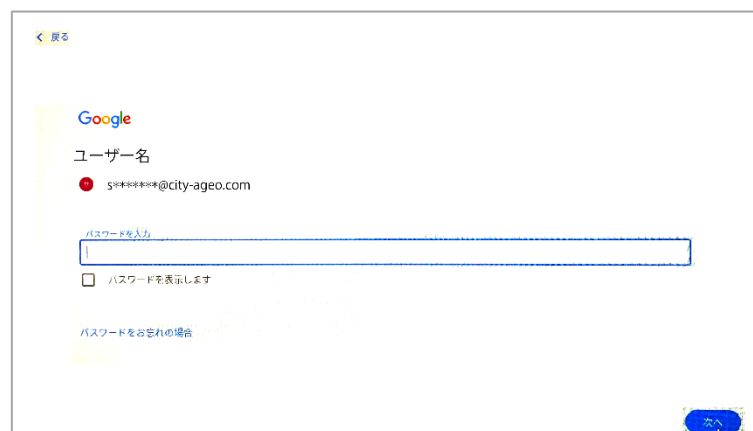 戻る
Google
ユーザー名
s*******@city-ageo.com
パスワードを入力
パスワードを表示します
パスワードをお忘れの場合
次へ